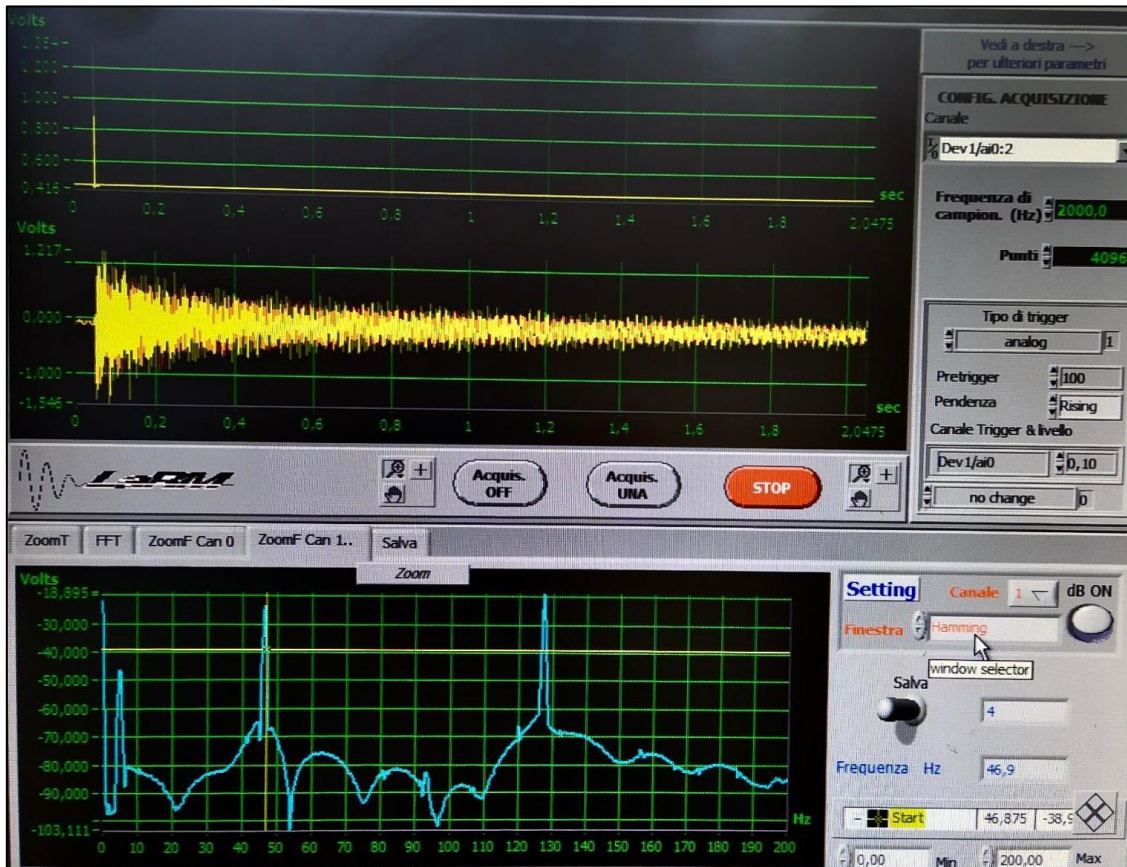 Volts
1,354
1,200
1,000
0,800
0,600
0,416
0 0,2 0,4 0,6 0,8 1 1,2 1,4 1,6 1,8 2,0475
sec
Volts
1,217
0,000
-1,000
-1,546
0 0,2 0,4 0,6 0,8 1 1,2 1,4 1,6 1,8 2,0475
sec
Vedi a destra --->
per ulteriori parametri
CONFIG. ACQUISIZIONE
Canale
I/O Dev1/ai0:2
Frequenza di
campion. (Hz) 2000,0
Punti 4096
Tipo di trigger
analog 1
Pretrigger 100
Pendenza Rising
Canale Trigger & livello
Dev1/ai0 0,10
no change 0
LaRM
Acquis.
OFF
Acquis.
UNA
STOP
ZoomT FFT ZoomF Can 0 ZoomF Can 1.. Salva
Zoom
Volts
-18,895
-30,000
-40,000
-50,000
-60,000
-70,000
-80,000
-90,000
-103,111
0 10 20 30 40 50 60 70 80 90 100 110 120 130 140 150 160 170 180 190 200
Hz
Setting Canale 1 dB ON
Finestra Hamming
window selector
Salva
4
Frequenza Hz 46,9
Start 46,875 -38,9
0,00 Min 200,00 Max